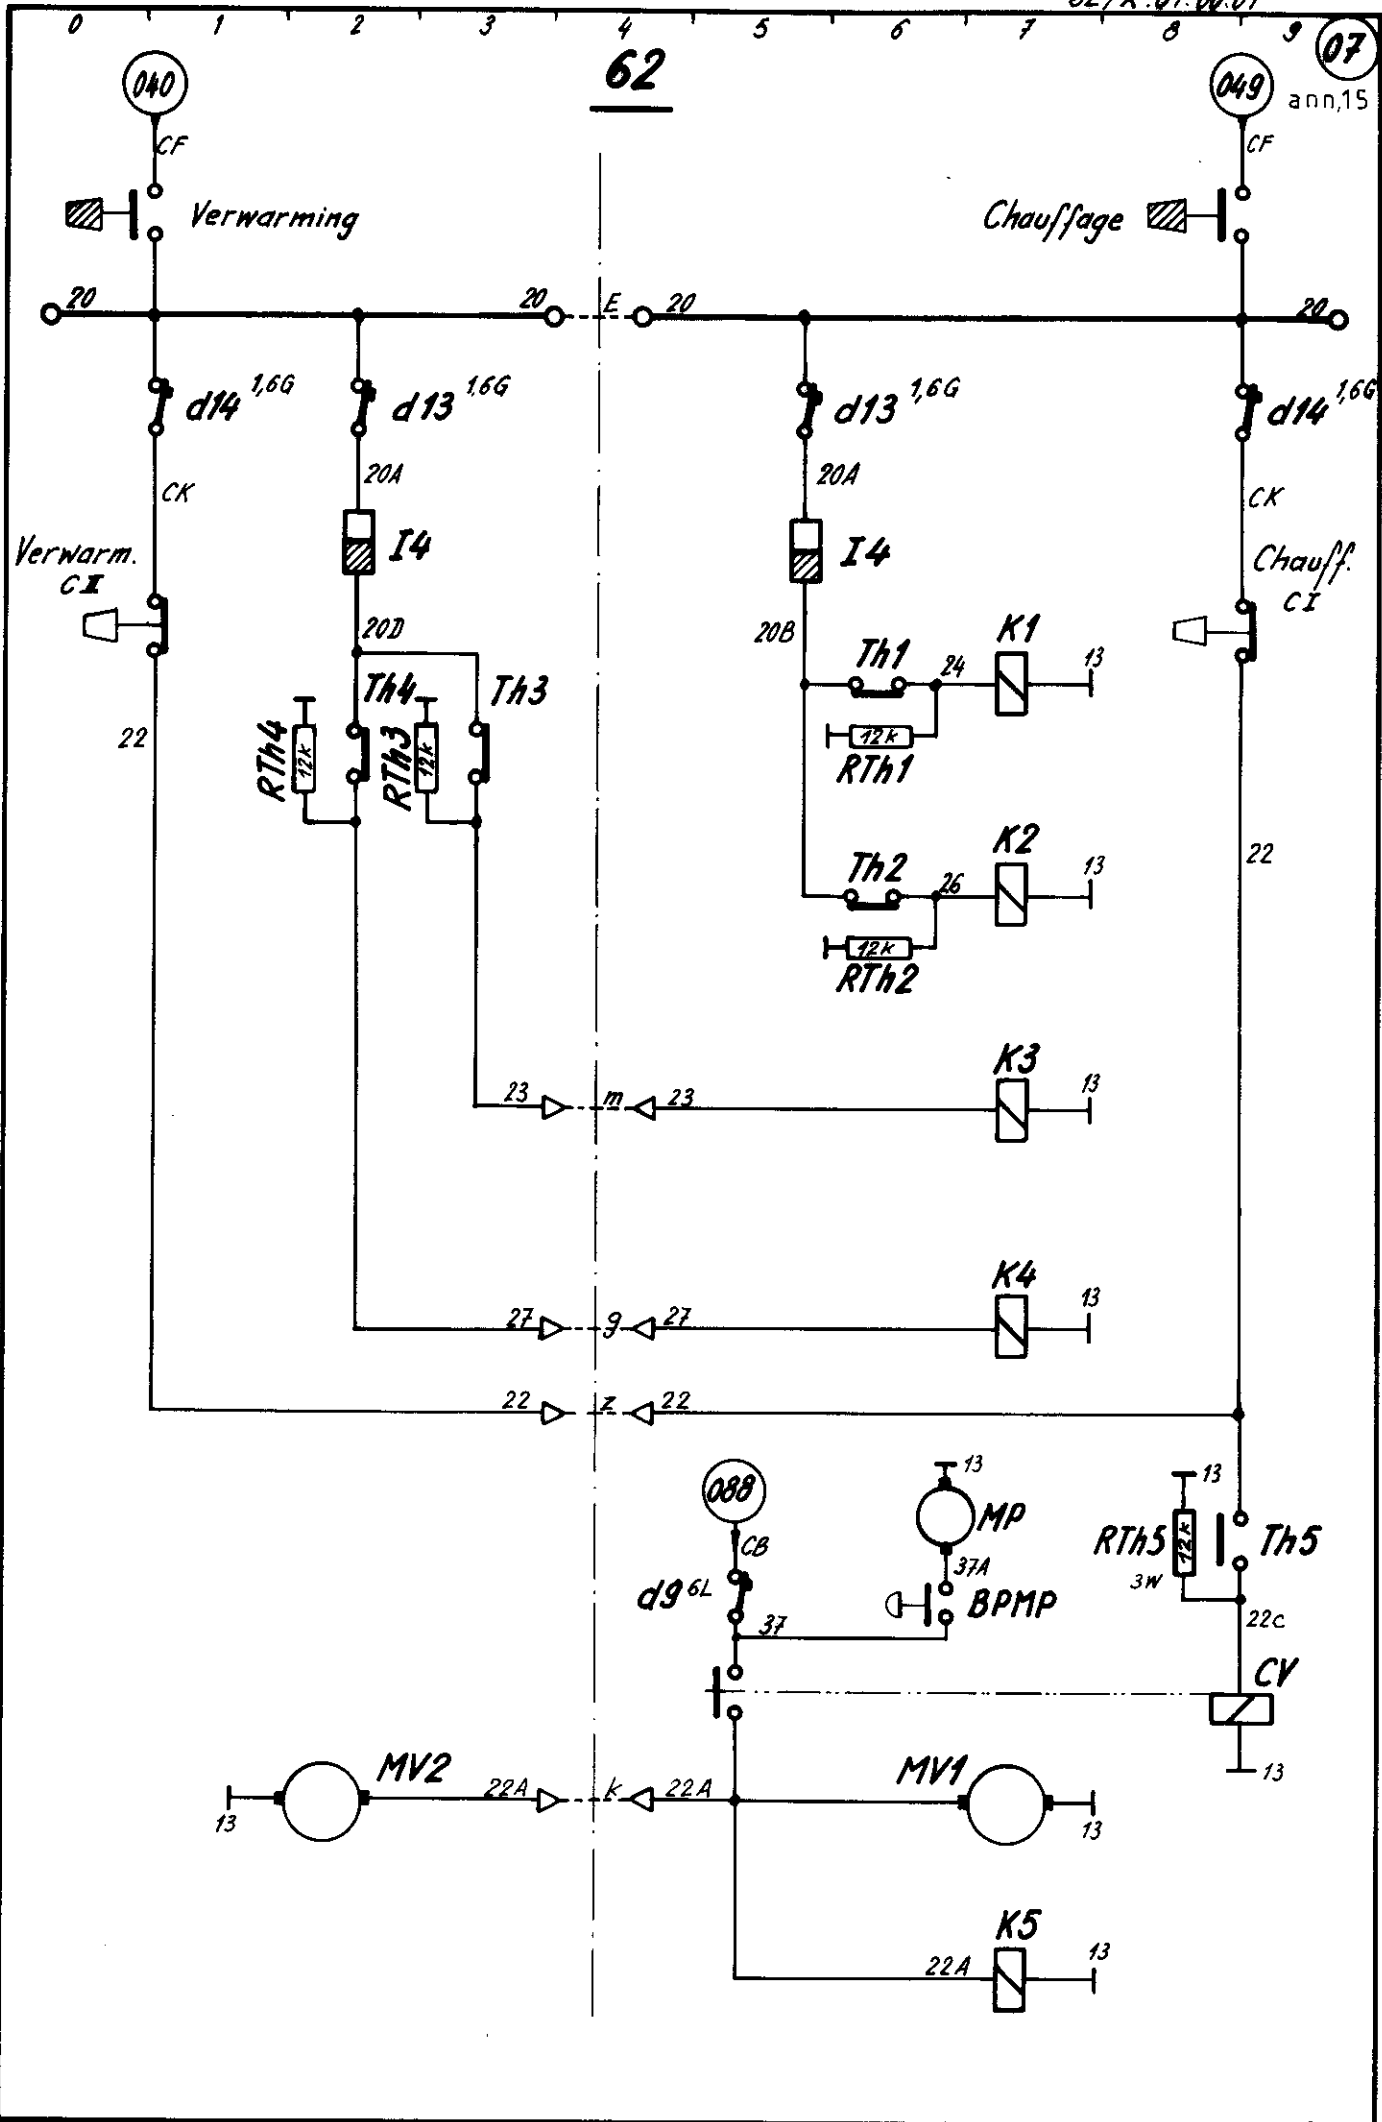 0 1 2 3 4 5 6 7 8 9
07
62
040
049
ann,15
CF
CF
Verwarming
Chauffage
20
20
E
20
20
d14 1,6G
d13 1,6G
d13 1,6G
d14 1,6G
20A
20A
CK
CK
I4
I4
Verwarm.
CII
Chauff.
CI
20D
20B
Th1
24
K1
13
Th4
Th3
22
RTh4
12k
RTh3
12k
12k
RTh1
K2
Th2
26
13
22
12k
RTh2
K3
23
m
23
13
K4
27
g
27
13
22
z
22
088
13
MP
13
CB
RTh5
12k
3W
Th5
37A
d9 6L
BPMP
37
22C
CV
MV2
22A
k
22A
MV1
13
13
13
K5
22A
13